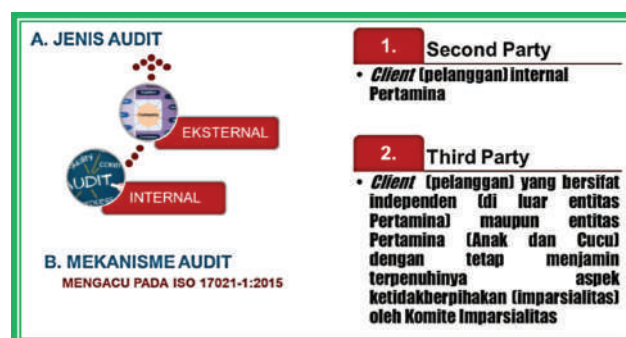 A. JENIS AUDIT
EKSTERNAL
UDIT
INTERNAL
B. MEKANISME AUDIT
MENGACU PADA ISO 17021-1:2015
1.
Second Party
• Client (pelanggan) internal
Pertamina
2.
Third Party
• Client (pelanggan) yang bersifat
independen (di luar entitas
Pertamina) maupun entitas
Pertamina (Anak dan Cucu)
dengan tetap menjamin
terpenuhinya aspek
ketidakberpihakan (imparsialitas)
oleh Komite Imparsialitas